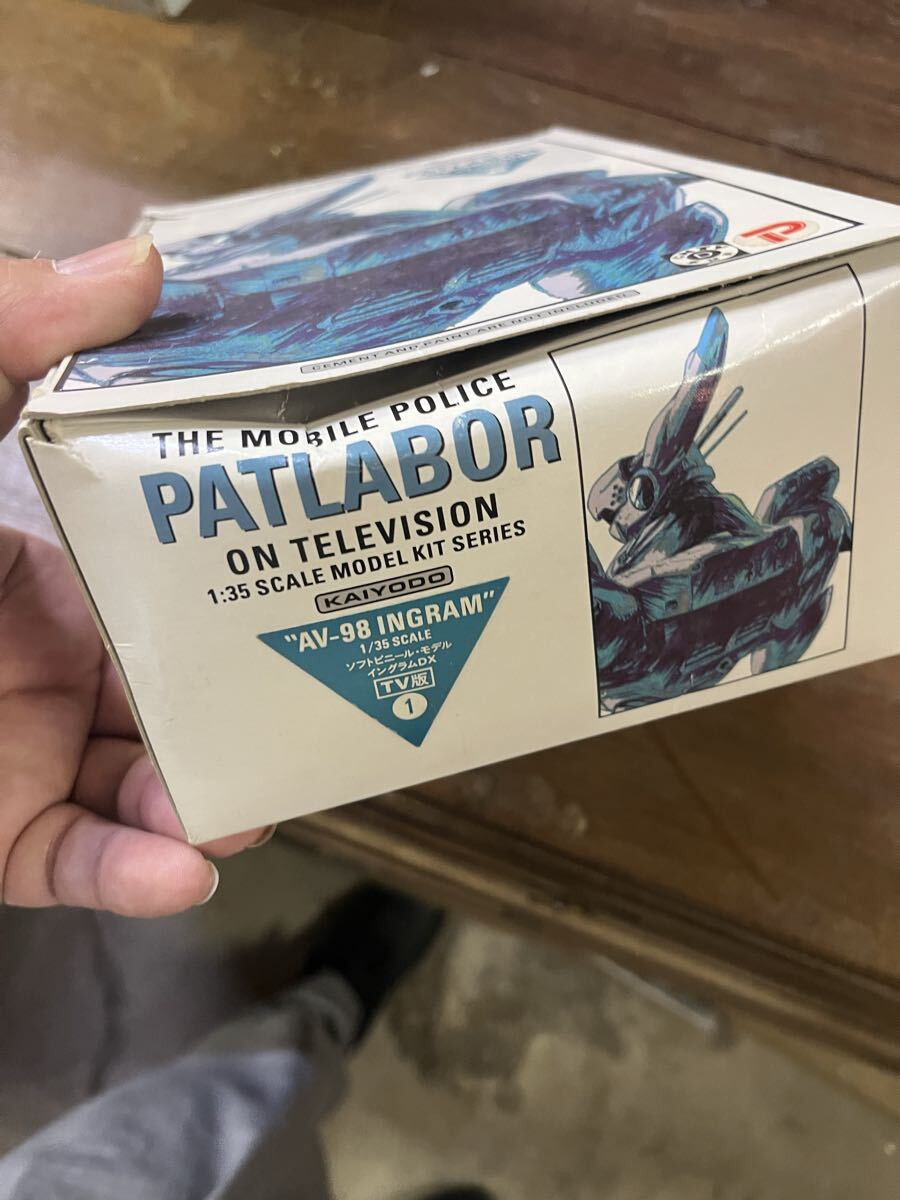 CEMENT AND PAINT ARE NOT INCLUDED
THE MOBILE POLICE
PATLABOR
ON TELEVISION
1:35 SCALE MODEL KIT SERIES
KAIYODO
"AV-98 INGRAM"
1/35 SCALE
ソフトビニール・モデル
イングラムDX
TV版
1